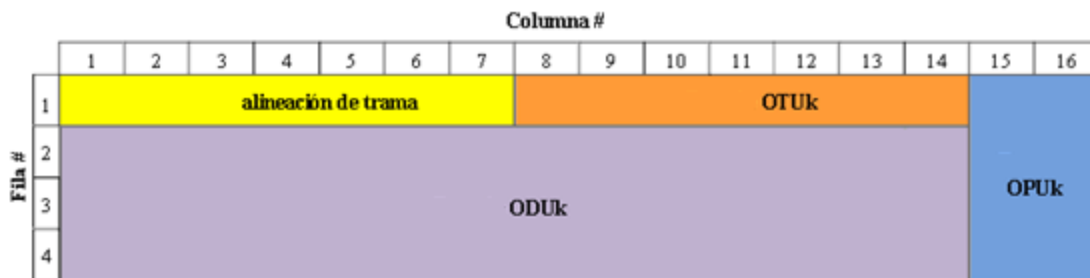 Columna #
1 2 3 4 5 6 7 8 9 10 11 12 13 14 15 16
Fila #
1 alineación de trama OTUk
2
OPUk
3 ODUk
4